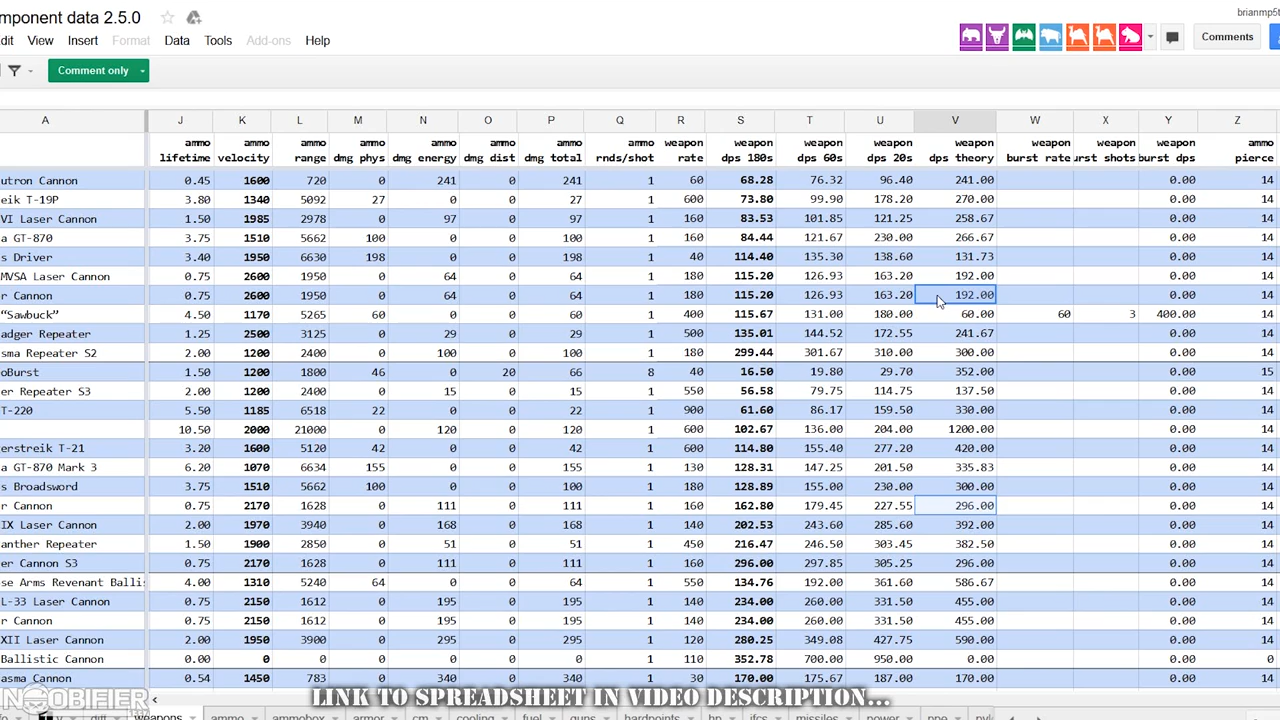 mponent data 2.5.0
brianmp5t
dit View Insert Format Data Tools Add-ons Help
Comments
Comment only
A J K L M N O P Q R S T U V W X Y Z
ammo ammo ammo ammo ammo ammo ammo ammo weapon weapon weapon weapon weapon weapon weapon weapon ammo
lifetime velocity range dmg phys dmg energy dmg dist dmg total rnds/shot rate dps 180s dps 60s dps 20s dps theory burst rate urst shots burst dps pierce
utron Cannon 0.45 1600 720 0 241 0 241 1 60 68.28 76.32 96.40 241.00 0.00 14
eik T-19P 3.80 1340 5092 27 0 0 27 1 600 73.80 99.90 178.20 270.00 0.00 14
VI Laser Cannon 1.50 1985 2978 0 97 0 97 1 160 83.53 101.85 121.25 258.67 0.00 14
a GT-870 3.75 1510 5662 100 0 0 100 1 160 84.44 121.67 230.00 266.67 0.00 14
s Driver 3.40 1950 6630 198 0 0 198 1 40 114.40 135.30 138.60 131.73 0.00 14
MVSA Laser Cannon 0.75 2600 1950 0 64 0 64 1 180 115.20 126.93 163.20 192.00 0.00 14
r Cannon 0.75 2600 1950 0 64 0 64 1 180 115.20 126.93 163.20 192.00 0.00 14
"Sawbuck" 4.50 1170 5265 60 0 0 60 1 400 115.67 131.00 180.00 60.00 60 3 400.00 14
adger Repeater 1.25 2500 3125 0 29 0 29 1 500 135.01 144.52 172.55 241.67 0.00 14
sma Repeater S2 2.00 1200 2400 0 100 0 100 1 180 299.44 301.67 310.00 300.00 0.00 14
oBurst 1.50 1200 1800 46 0 20 66 8 40 16.50 19.80 29.70 352.00 0.00 15
er Repeater S3 2.00 1200 2400 0 15 0 15 1 550 56.58 79.75 114.75 137.50 0.00 14
T-220 5.50 1185 6518 22 0 0 22 1 900 61.60 86.17 159.50 330.00 0.00 14
10.50 2000 21000 0 120 0 120 1 600 102.67 136.00 204.00 1200.00 0.00 14
erstreik T-21 3.20 1600 5120 42 0 0 42 1 600 114.80 155.40 277.20 420.00 0.00 14
a GT-870 Mark 3 6.20 1070 6634 155 0 0 155 1 130 128.31 147.25 201.50 335.83 0.00 14
s Broadsword 3.75 1510 5662 100 0 0 100 1 180 128.89 155.00 230.00 300.00 0.00 14
r Cannon 0.75 2170 1628 0 111 0 111 1 160 162.80 179.45 227.55 296.00 0.00 14
IX Laser Cannon 2.00 1970 3940 0 168 0 168 1 140 202.53 243.60 285.60 392.00 0.00 14
anther Repeater 1.50 1900 2850 0 51 0 51 1 450 216.47 246.50 303.45 382.50 0.00 14
er Cannon S3 0.75 2170 1628 0 111 0 111 1 160 296.00 297.85 305.25 296.00 0.00 14
se Arms Revenant Ballis 4.00 1310 5240 64 0 0 64 1 550 134.76 192.00 361.60 586.67 0.00 14
L-33 Laser Cannon 0.75 2150 1612 0 195 0 195 1 140 234.00 260.00 331.50 455.00 0.00 14
r Cannon 0.75 2150 1612 0 195 0 195 1 140 234.00 260.00 331.50 455.00 0.00 14
XII Laser Cannon 2.00 1950 3900 0 295 0 295 1 120 280.25 349.08 427.75 590.00 0.00 14
Ballistic Cannon 0.00 0 0 0 0 0 0 1 110 352.78 700.00 950.00 0.00 0.00 0
asma Cannon 0.54 1450 783 0 340 0 340 1 30 170.00 175.67 187.00 170.00 0.00 14
NOOBIFIER
LINK TO SPREADSHEET IN VIDEO DESCRIPTION...
weapons ammo ammobox armor cm cooling fuel guns hardpoints hp ifcs missiles power